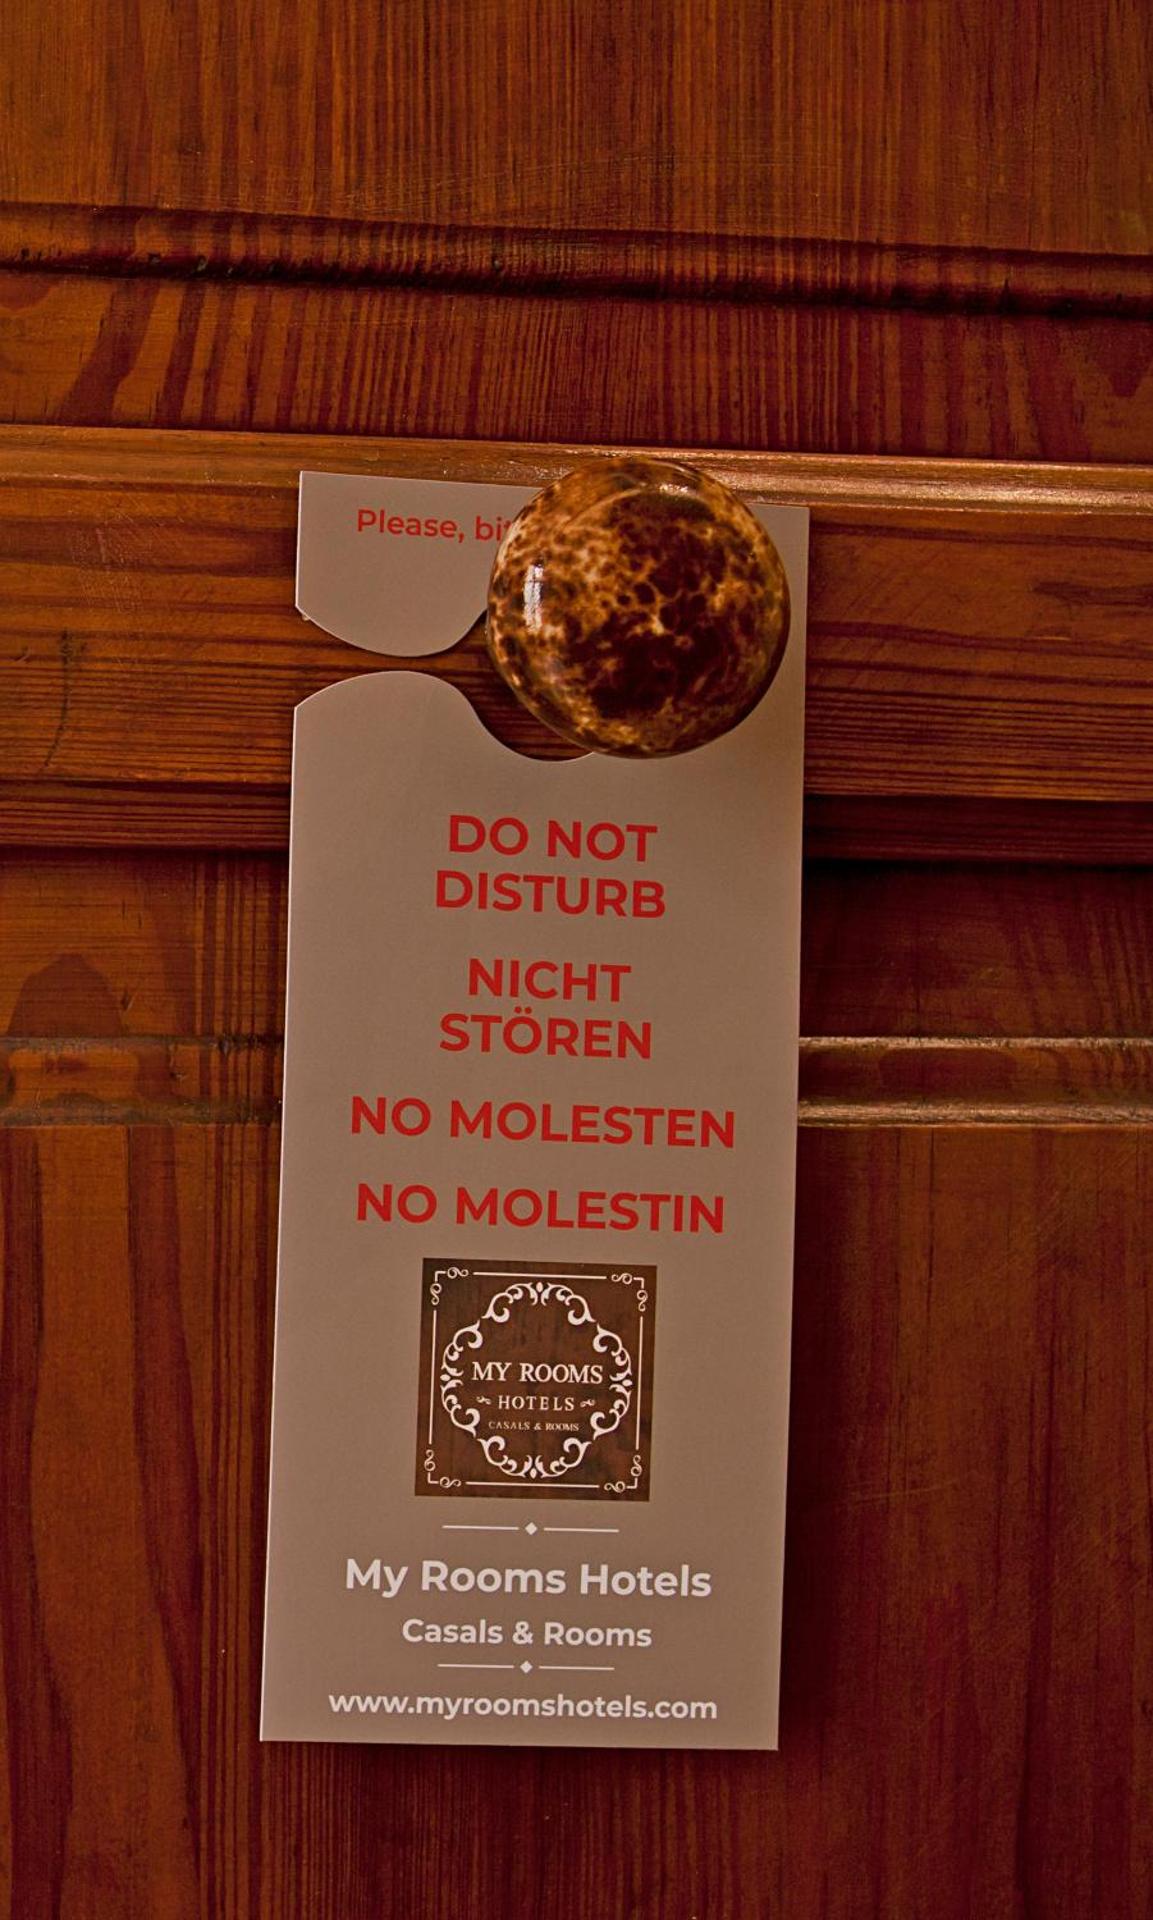 Please,
DO NOT
DISTURB
NICHT
STÖREN
NO MOLESTEN
NO MOLESTIN
MY ROOMS
HOTELS
CASALS & ROOMS
My Rooms Hotels
Casals & Rooms
www.myroomshotels.com